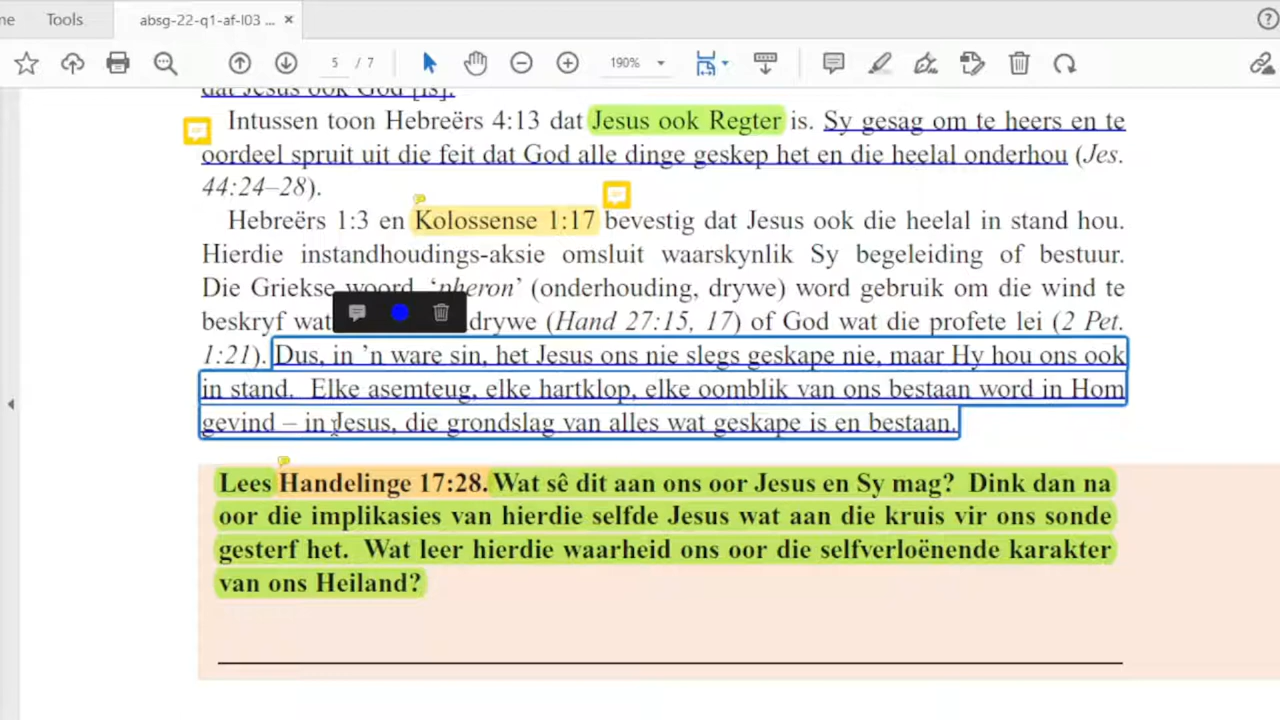 ne Tools absg-22-q1-af-l03 ... ×
5 / 7 190%
dat Jesus ook God [is].
Intussen toon Hebreërs 4:13 dat Jesus ook Regter is. Sy gesag om te heers en te
oordeel spruit uit die feit dat God alle dinge geskep het en die heelal onderhou (Jes.
44:24–28).
Hebreërs 1:3 en Kolossense 1:17 bevestig dat Jesus ook die heelal in stand hou.
Hierdie instandhoudings-aksie omsluit waarskynlik Sy begeleiding of bestuur.
Die Griekse woord ‘pheron’ (onderhouding, drywe) word gebruik om die wind te
beskryf wat drywe (Hand 27:15, 17) of God wat die profete lei (2 Pet.
1:21). Dus, in ’n ware sin, het Jesus ons nie slegs geskape nie, maar Hy hou ons ook
in stand. Elke asemteug, elke hartklop, elke oomblik van ons bestaan word in Hom
gevind – in Jesus, die grondslag van alles wat geskape is en bestaan.
Lees Handelinge 17:28. Wat sê dit aan ons oor Jesus en Sy mag? Dink dan na
oor die implikasies van hierdie selfde Jesus wat aan die kruis vir ons sonde
gesterf het. Wat leer hierdie waarheid ons oor die selfverloënende karakter
van ons Heiland?